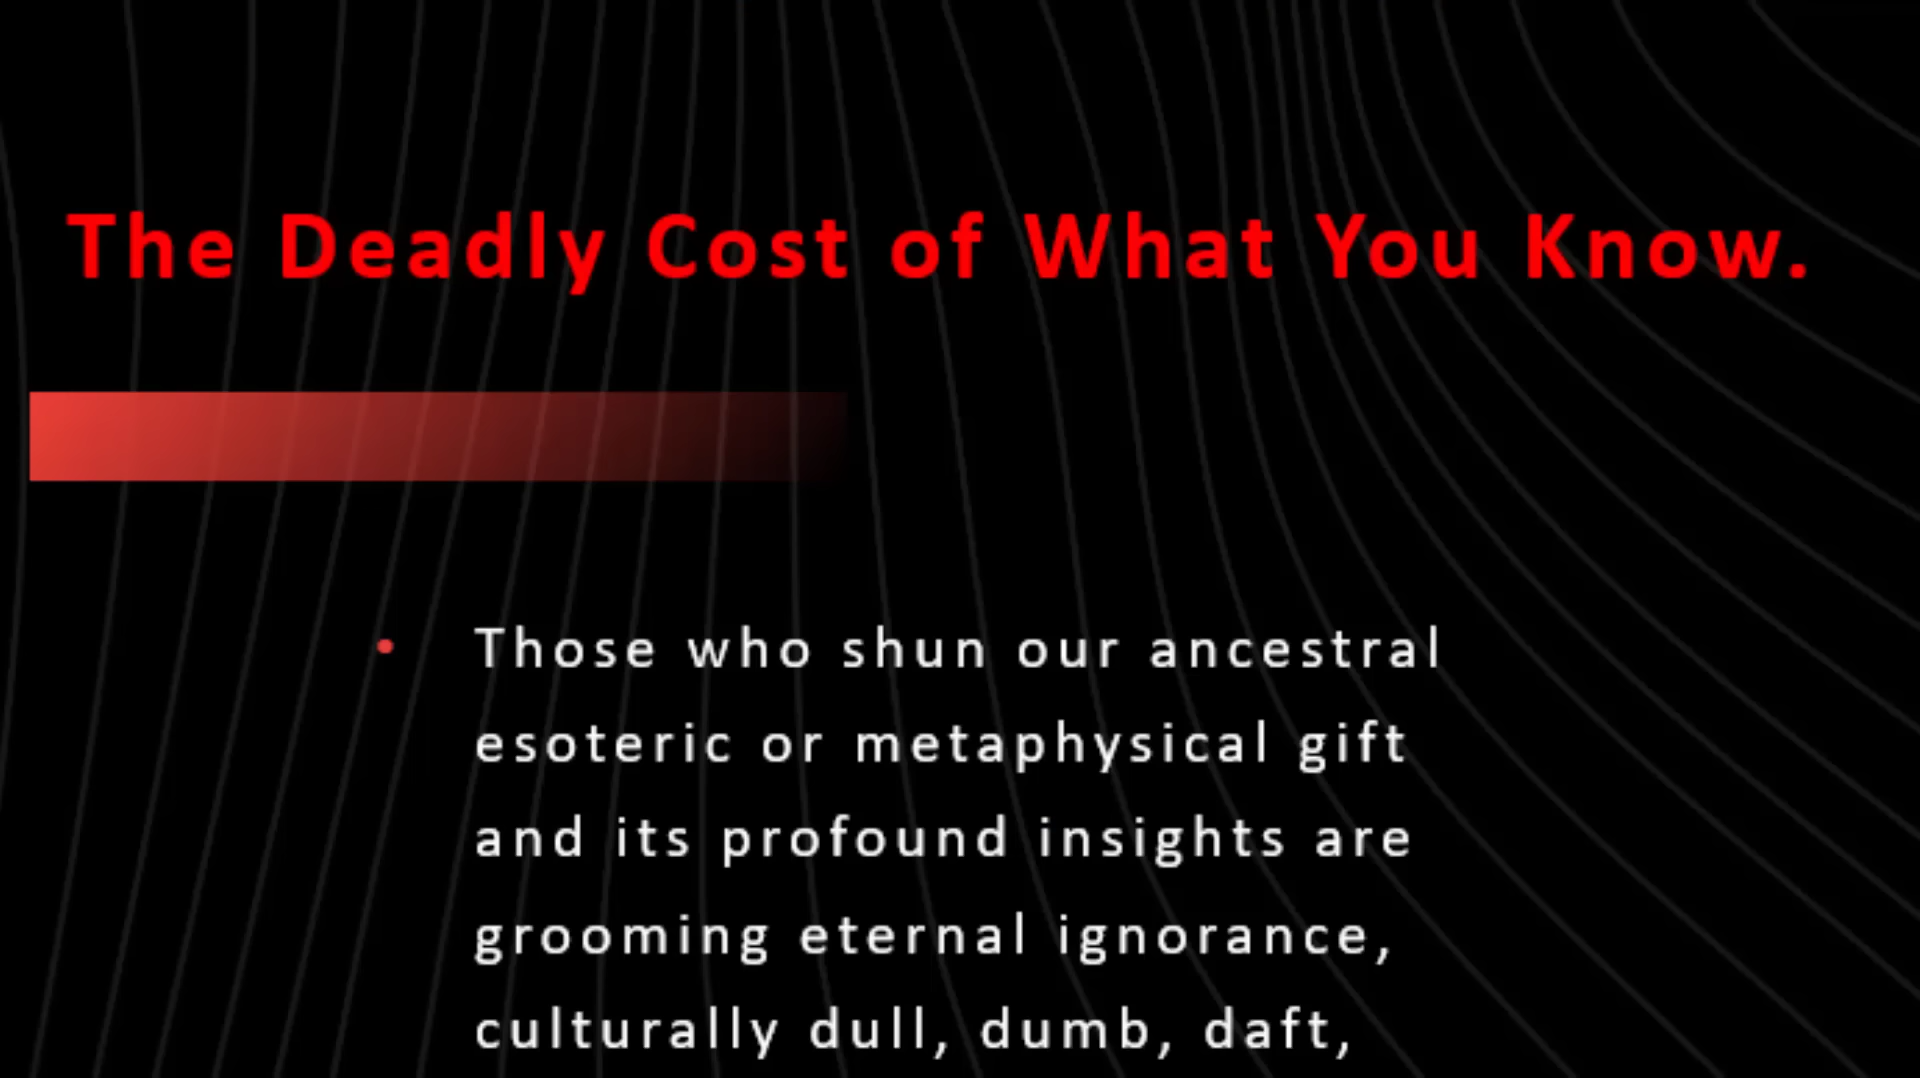 The Deadly Cost of What You Know.
• Those who shun our ancestral
esoteric or metaphysical gift
and its profound insights are
grooming eternal ignorance,
culturally dull, dumb, daft,